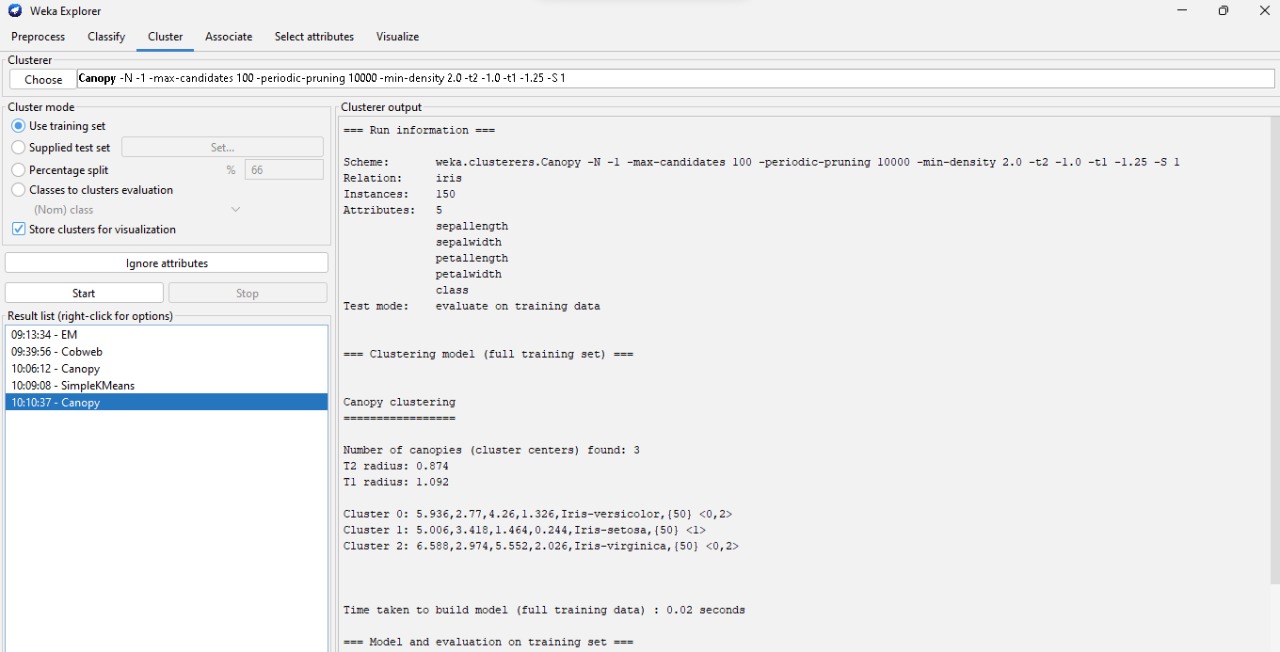 Weka Explorer
Preprocess Classify Cluster Associate Select attributes Visualize
Clusterer
Choose Canopy -N -1 -max-candidates 100 -periodic-pruning 10000 -min-density 2.0 -t2 -1.0 -t1 -1.25 -S 1
Cluster mode
Use training set
Supplied test set Set...
Percentage split % 66
Classes to clusters evaluation
(Nom) class
Store clusters for visualization
Ignore attributes
Start Stop
Result list (right-click for options)
09:13:34 - EM
09:39:56 - Cobweb
10:06:12 - Canopy
10:09:08 - SimpleKMeans
10:10:37 - Canopy
Clusterer output
=== Run information ===
Scheme: weka.clusterers.Canopy -N -1 -max-candidates 100 -periodic-pruning 10000 -min-density 2.0 -t2 -1.0 -t1 -1.25 -S 1
Relation: iris
Instances: 150
Attributes: 5
sepallength
sepalwidth
petallength
petalwidth
class
Test mode: evaluate on training data
=== Clustering model (full training set) ===
Canopy clustering
=================
Number of canopies (cluster centers) found: 3
T2 radius: 0.874
T1 radius: 1.092
Cluster 0: 5.936,2.77,4.26,1.326,Iris-versicolor,{50} <0,2>
Cluster 1: 5.006,3.418,1.464,0.244,Iris-setosa,{50} <1>
Cluster 2: 6.588,2.974,5.552,2.026,Iris-virginica,{50} <0,2>
Time taken to build model (full training data) : 0.02 seconds
=== Model and evaluation on training set ===